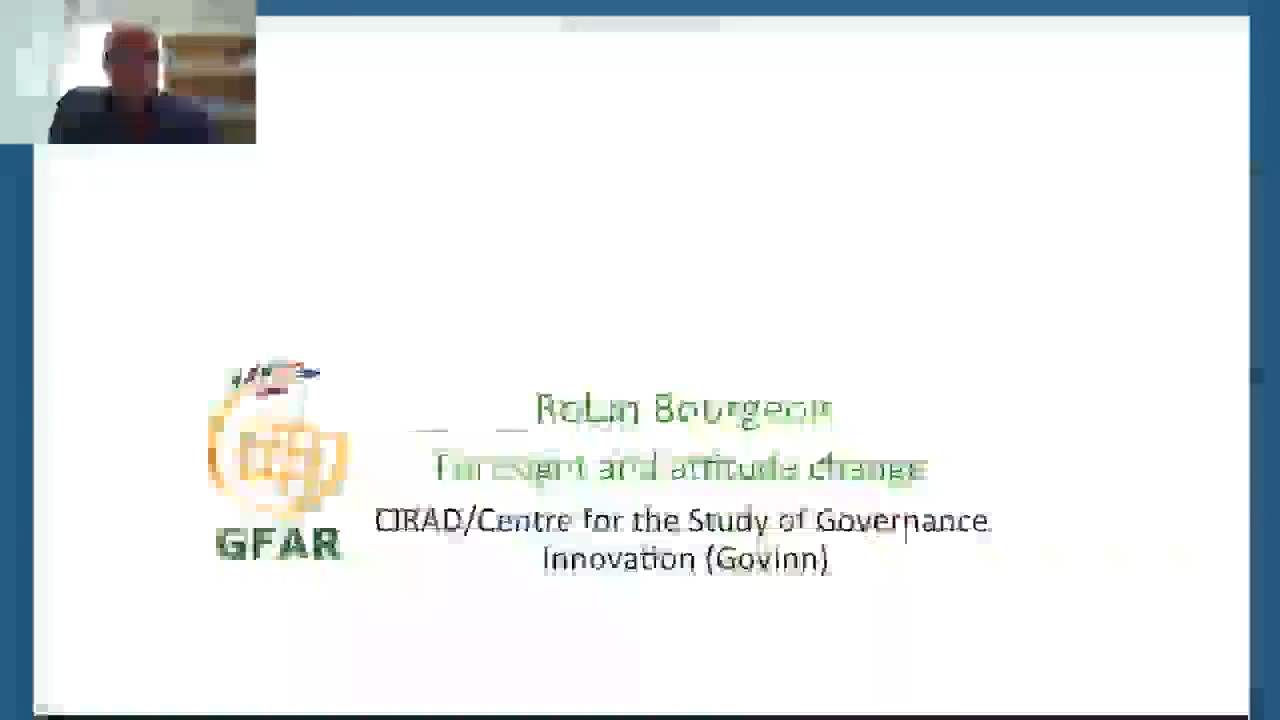 Robin Bourgeois
Foresight and attitude change
CIRAD/Centre for the Study of Governance
Innovation (GovInn)
GFAR